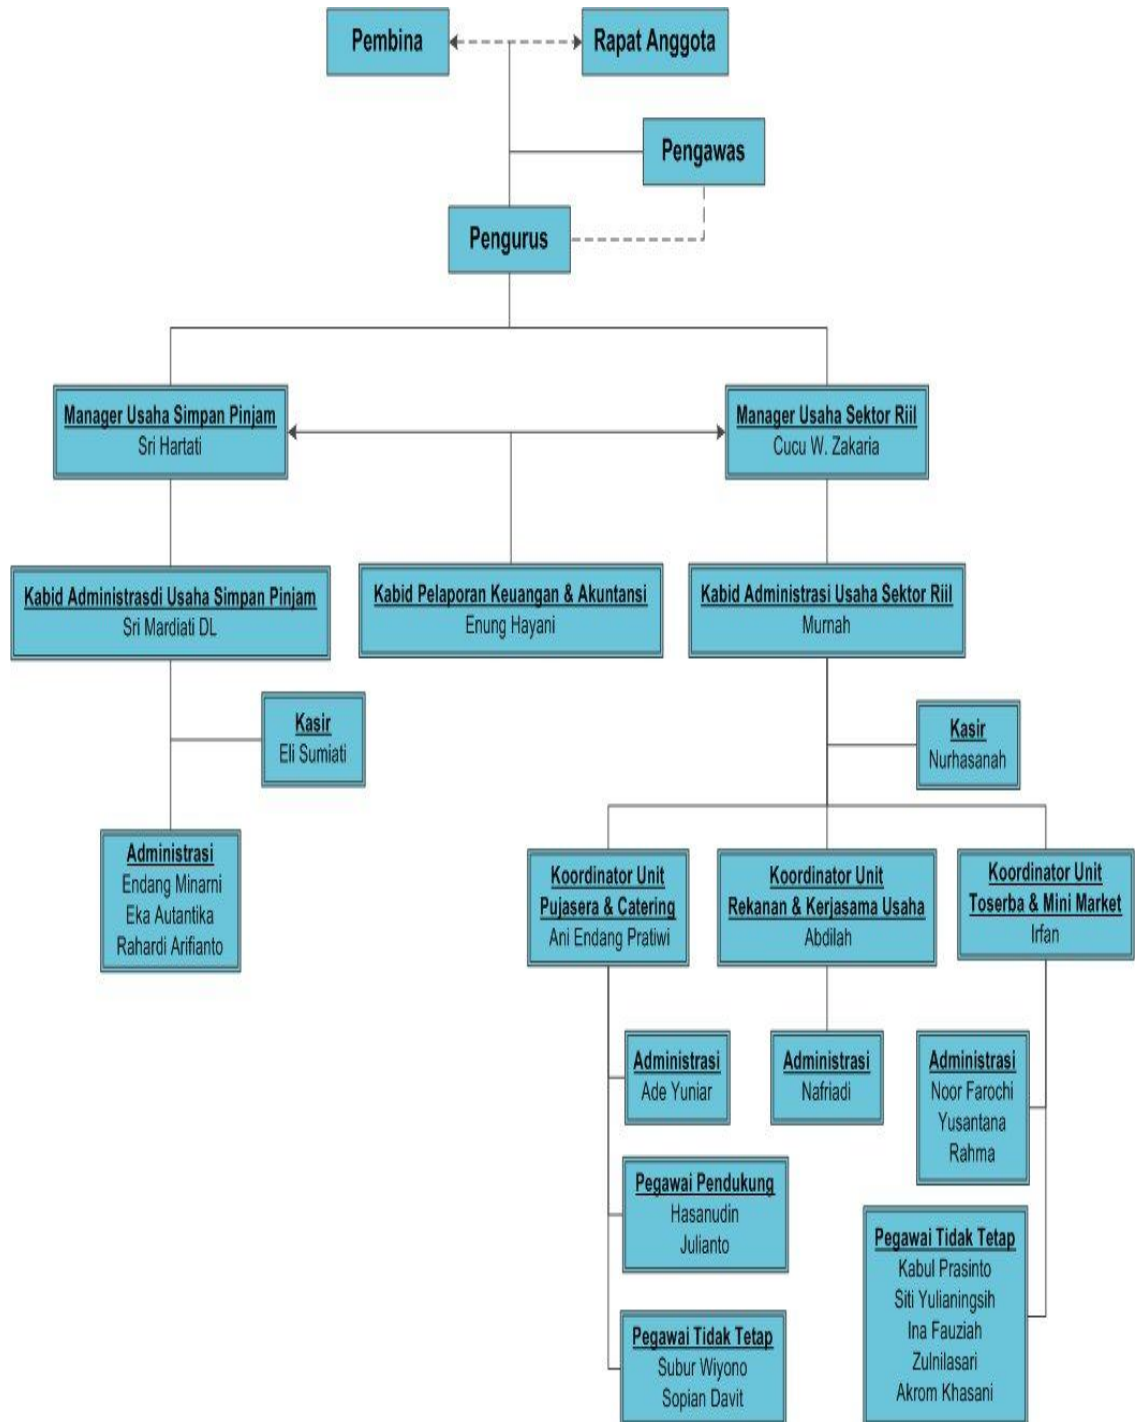 Pembina
Rapat Anggota
Pengawas
Pengurus
Manager Usaha Simpan Pinjam
Sri Hartati
Manager Usaha Sektor Riil
Cucu W. Zakaria
Kabid Administrasdi Usaha Simpan Pinjam
Sri Mardiati DL
Kabid Pelaporan Keuangan & Akuntansi
Enung Hayani
Kabid Administrasi Usaha Sektor Riil
Murnah
Kasir
Eli Sumiati
Kasir
Nurhasanah
Administrasi
Endang Minarni
Eka Autantika
Rahardi Arifianto
Koordinator Unit
Pujasera & Catering
Ani Endang Pratiwi
Koordinator Unit
Rekanan & Kerjasama Usaha
Abdilah
Koordinator Unit
Toserba & Mini Market
Irfan
Administrasi
Ade Yuniar
Administrasi
Nafriadi
Administrasi
Noor Farochi
Yusantana
Rahma
Pegawai Pendukung
Hasanudin
Julianto
Pegawai Tidak Tetap
Kabul Prasinto
Siti Yulianingsih
Ina Fauziah
Zulnilasari
Akrom Khasani
Pegawai Tidak Tetap
Subur Wiyono
Sopian Davit